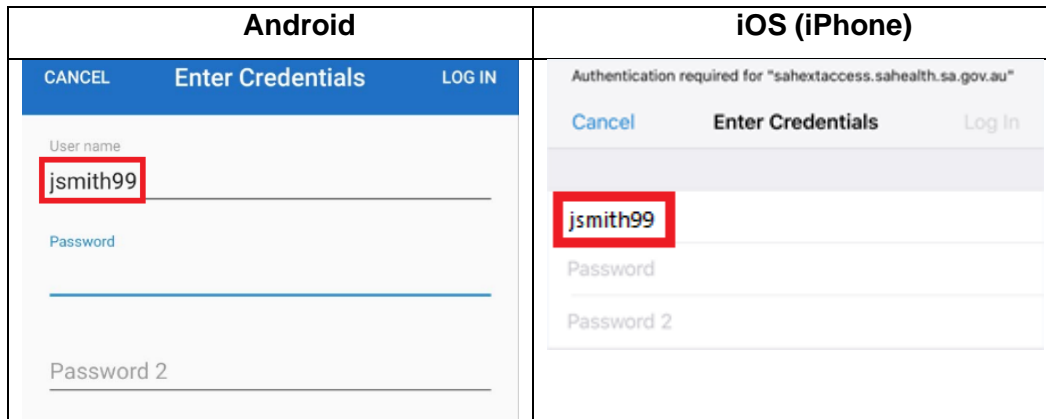 Android
CANCEL Enter Credentials LOG IN
User name
jsmith99
Password
Password 2
iOS (iPhone)
Authentication required for "sahextaccess.sahealth.sa.gov.au"
Cancel Enter Credentials Log In
jsmith99
Password
Password 2